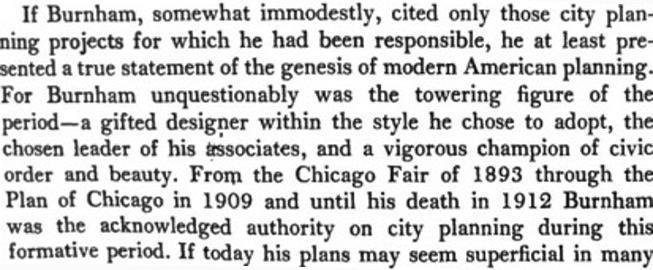 If Burnham, somewhat immodestly, cited only those city plan-
ning projects for which he had been responsible, he at least pre-
sented a true statement of the genesis of modern American planning.
For Burnham unquestionably was the towering figure of the
period—a gifted designer within the style he chose to adopt, the
chosen leader of his associates, and a vigorous champion of civic
order and beauty. From the Chicago Fair of 1893 through the
Plan of Chicago in 1909 and until his death in 1912 Burnham
was the acknowledged authority on city planning during this
formative period. If today his plans may seem superficial in many